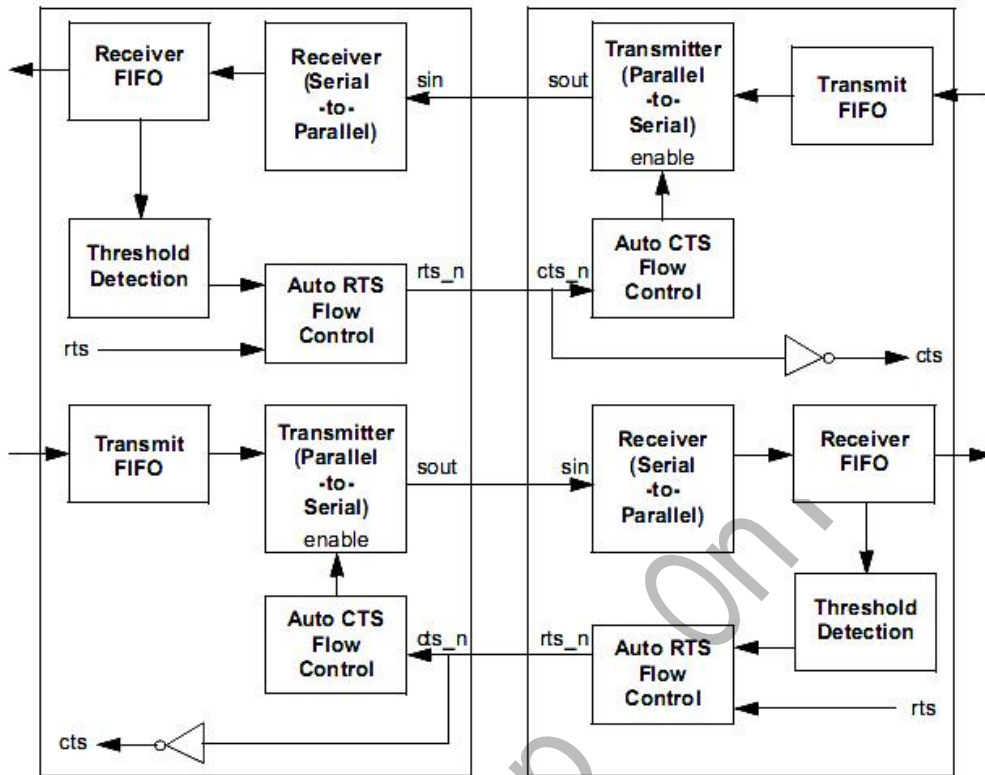 Receiver
FIFO
Receiver
(Serial
-to-
Parallel)
sin
sout
Transmitter
(Parallel
-to-
Serial)
enable
Transmit
FIFO
Threshold
Detection
Auto RTS
Flow
Control
rts_n
cts_n
Auto CTS
Flow
Control
rts
cts
Transmit
FIFO
Transmitter
(Parallel
-to-
Serial)
enable
sout
sin
Receiver
(Serial
-to-
Parallel)
Receiver
FIFO
Auto CTS
Flow
Control
cts_n
rts_n
Auto RTS
Flow
Control
Threshold
Detection
cts
rts